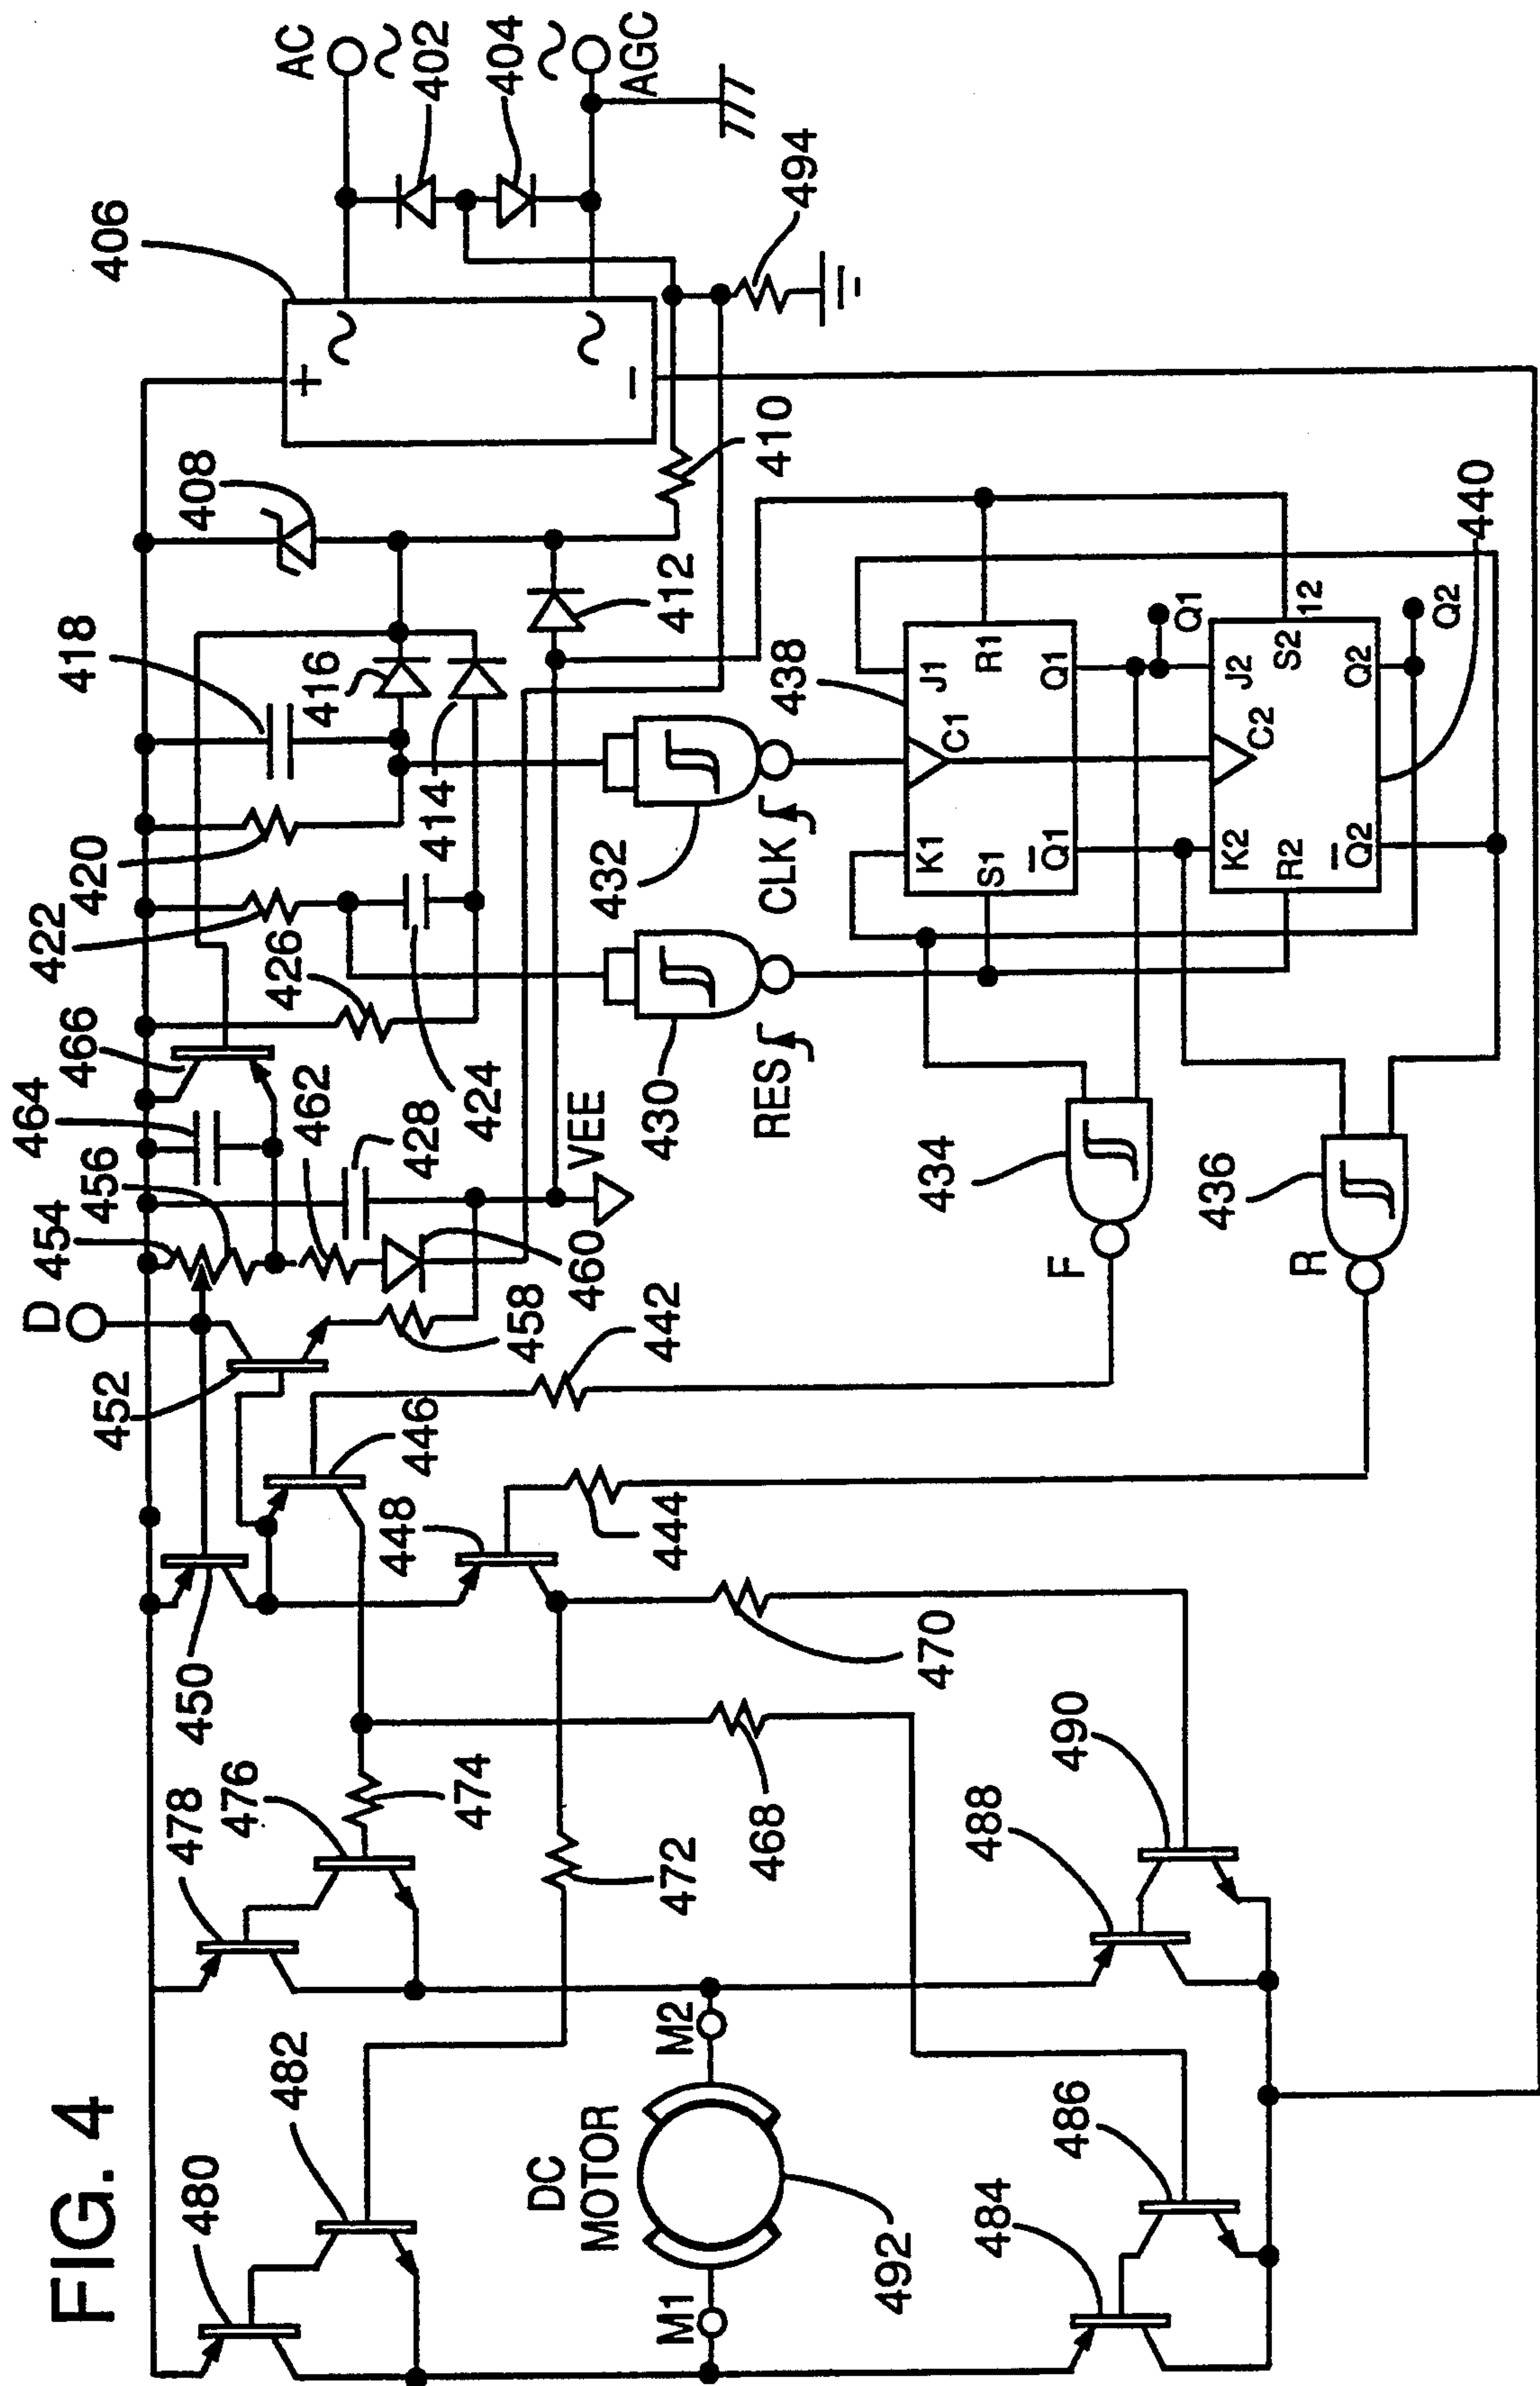 FIG. 4
480
482
478
476
450
452
D
454
456
464
466
422
420
418
408
406
AC
402
404
AGC
494
474
448
446
458
460
462
428
424
426
414
416
412
410
+
−
VEE
DC
MOTOR
M1
M2
492
472
468
470
444
442
430
432
RES
CLK
438
484
486
488
490
F
434
R
436
K1
C1
J1
S1
R1
Q1
Q1
Q1
K2
C2
J2
R2
S2
12
Q2
Q2
Q2
440